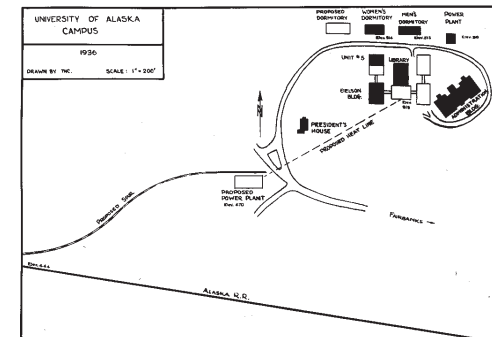 UNIVERSITY OF ALASKA
CAMPUS
1936
DRAWN BY TNC. SCALE : 1" = 200'
PROPOSED
DORMITORY
WOMEN'S
DORMITORY
MEN'S
DORMITORY
POWER
PLANT
UNIT #5
LIBRARY
EIELSON
BLDG.
ADMINISTRATION
BLDG.
PRESIDENT'S
HOUSE
PROPOSED HEAT LINE
N
PROPOSED
POWER PLANT
Elev. 470
PROPOSED SPUR
FAIRBANKS
ALASKA R.R.